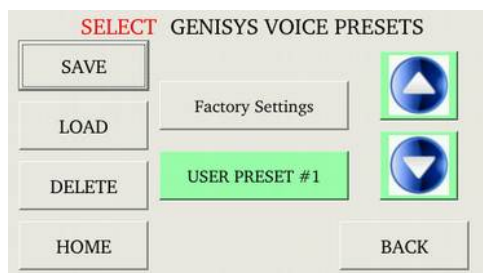 SELECT GENISYS VOICE PRESETS
SAVE
Factory Settings
LOAD
USER PRESET #1
DELETE
HOME
BACK